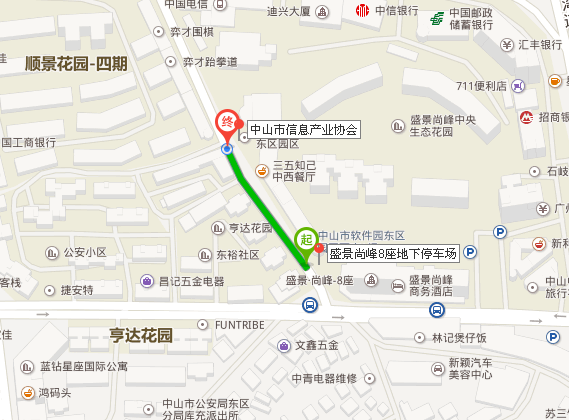 中国电信
迪兴大厦
中信银行
中国邮政
储蓄银行
弈才围棋
汇丰银行
顺景花园-四期
弈才跆拳道
711便利店
终
中山市信息产业协会
盛景尚峰中央
生态花园
招商银
国工商银行
东区园区
三五知己
中西餐厅
石岐
广州
亨达花园
起
中山市软件园东区
盛景尚峰8座地下停车场
新利
公安小区
东裕社区
客栈
捷安特
昌记五金电器
盛景·尚峰-8座
盛景尚峰
商务酒店
中山
旅行
FUNTRIBE
亨达花园
林记煲仔饭
文鑫五金
蓝钻星座国际公寓
新颖汽车
美容中心
中青电器维修
鸿码头
中山市公安局东区
分局库充派出所
苏三